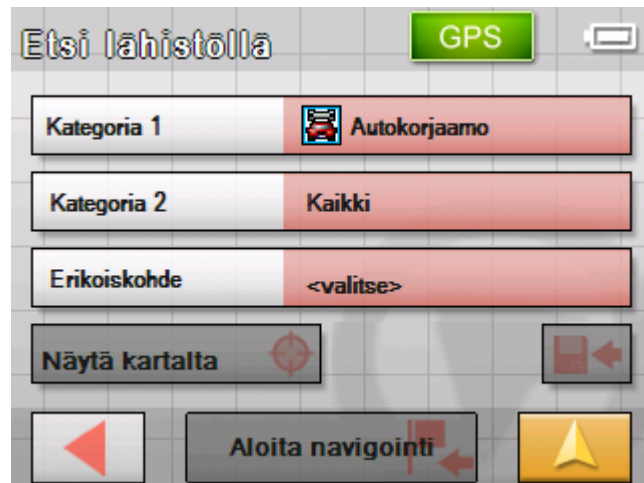 Etsi lähistöllä
GPS
Kategoria 1
Autokorjaamo
Kategoria 2
Kaikki
Erikoiskohde
<valitse>
Näytä kartalta
Aloita navigointi